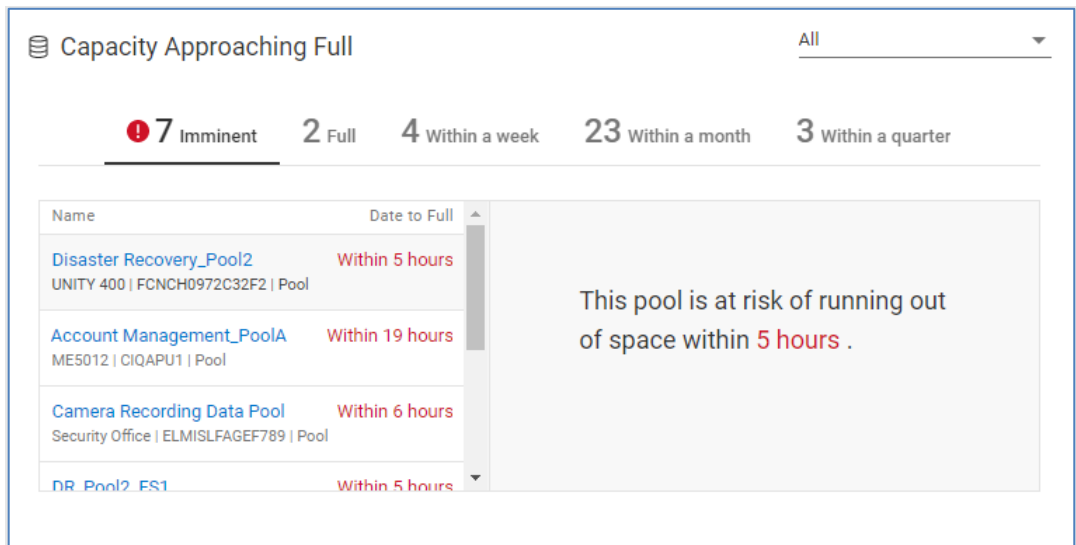 Capacity Approaching Full
All
7 Imminent 2 Full 4 Within a week 23 Within a month 3 Within a quarter
Name Date to Full
Disaster Recovery_Pool2 Within 5 hours
UNITY 400 | FCNCH0972C32F2 | Pool
Account Management_PoolA Within 19 hours
ME5012 | CIQAPU1 | Pool
Camera Recording Data Pool Within 6 hours
Security Office | ELMISLFAGEF789 | Pool
DR_Pool2_FS1 Within 5 hours
This pool is at risk of running out
of space within 5 hours .